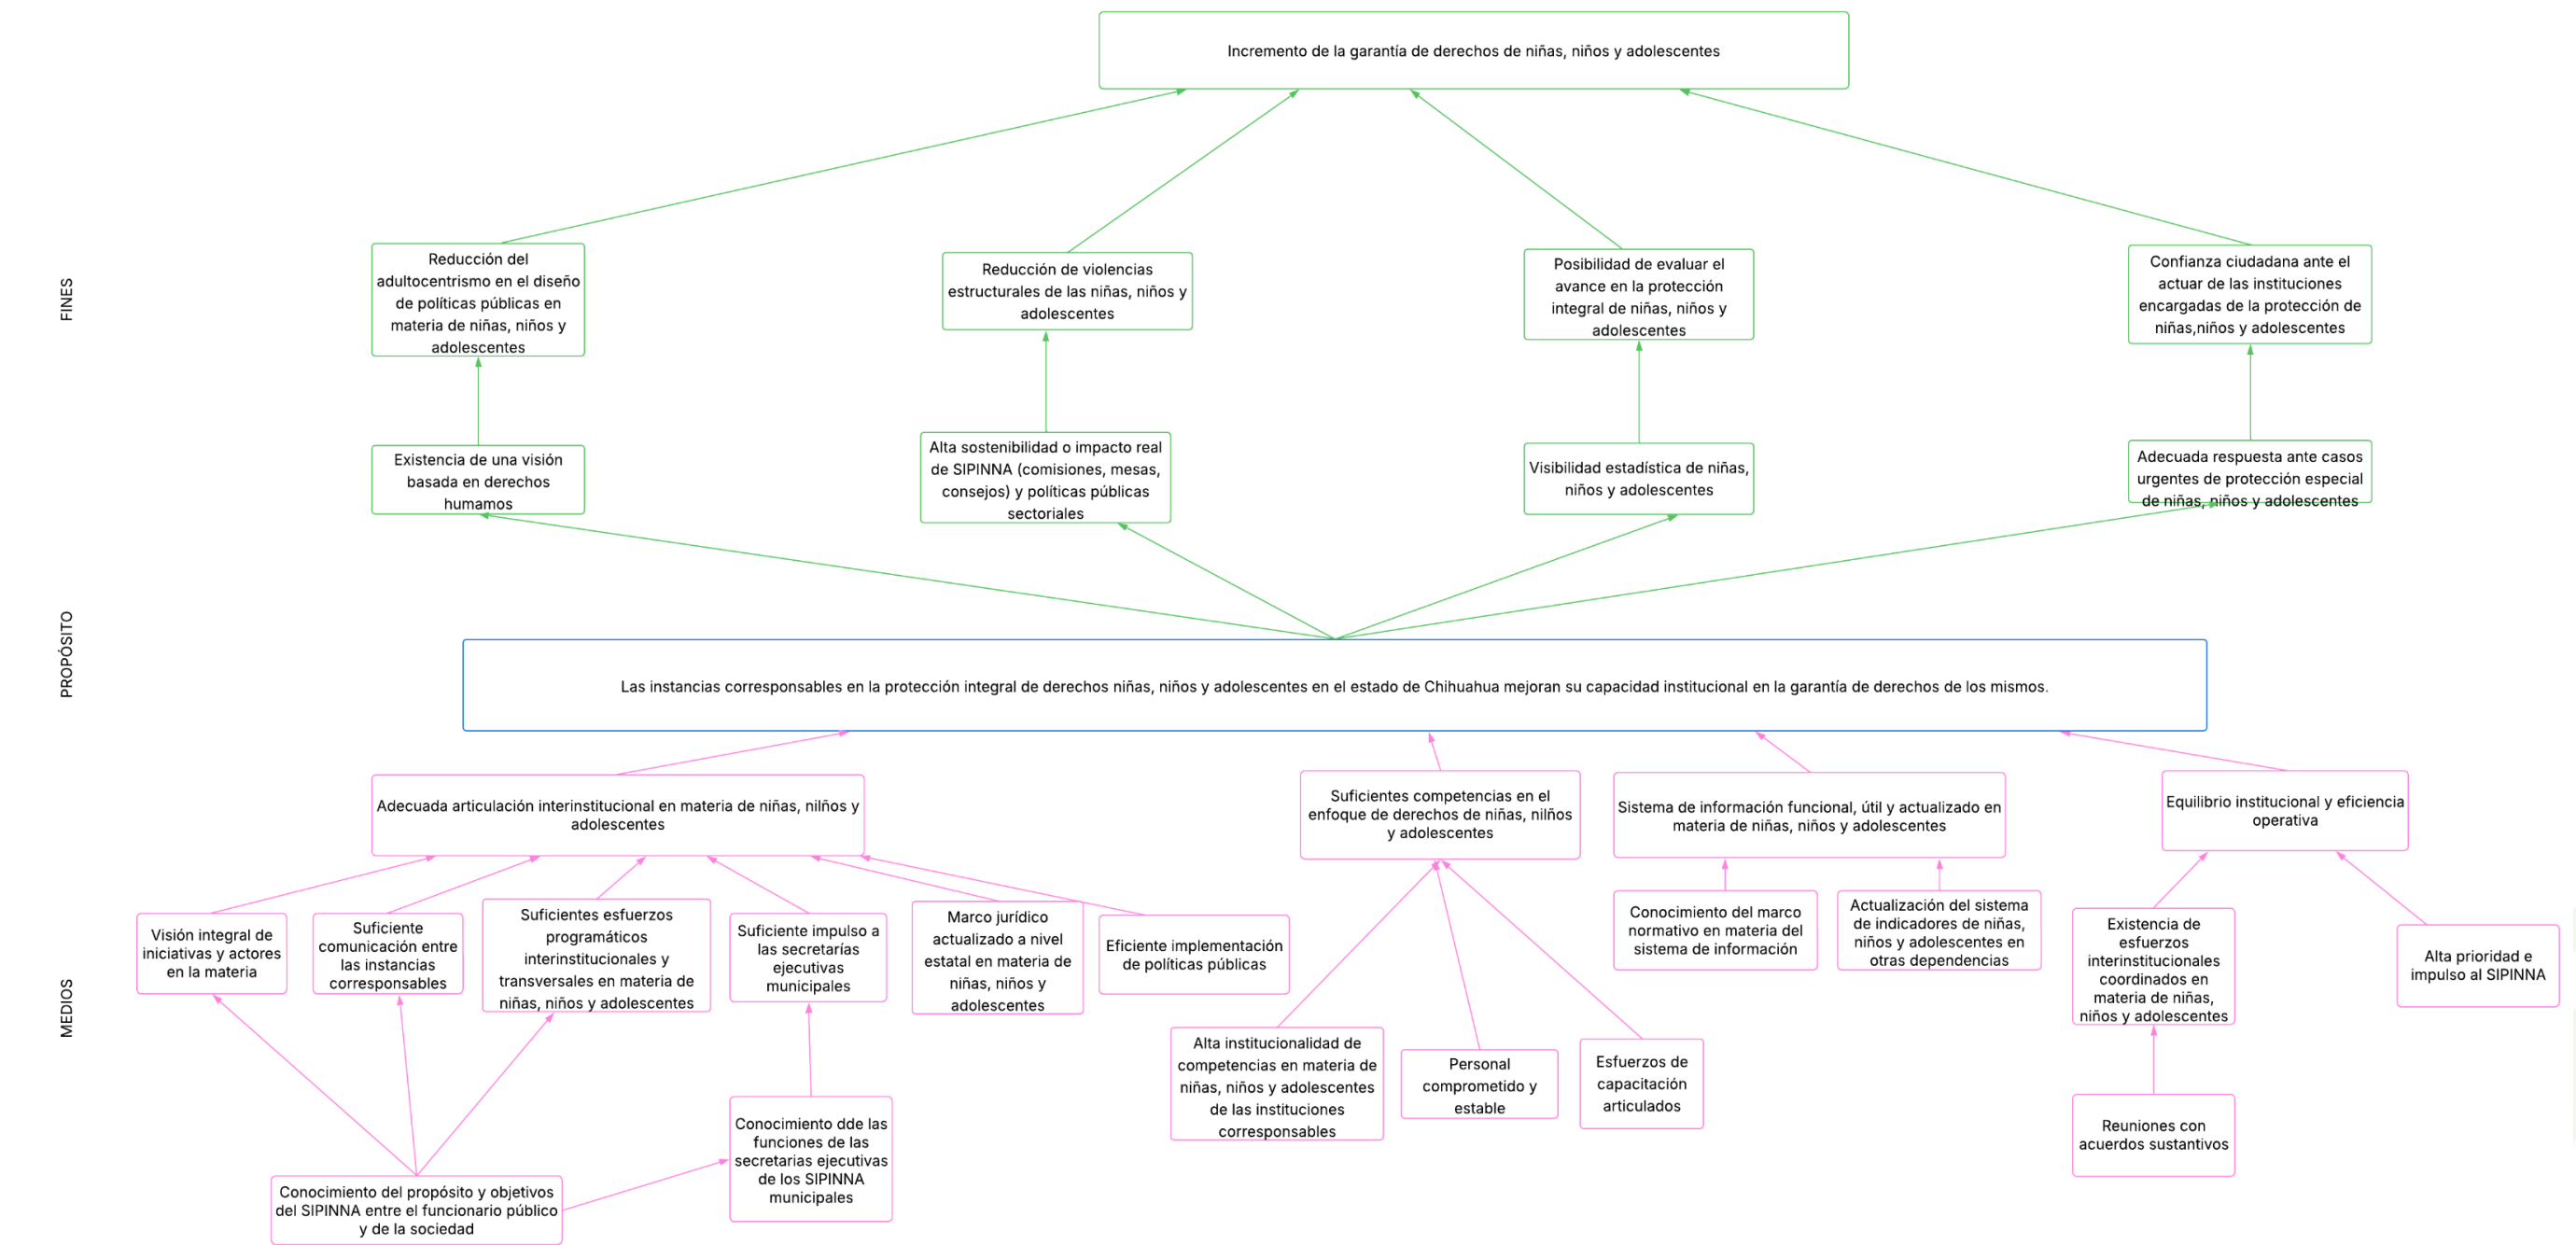 Incremento de la garantía de derechos de niñas, niños y adolescentes
FINES
Reducción del
adultocentrismo en el diseño
de políticas públicas en
materia de niñas, niños y
adolescentes
Reducción de violencias
estructurales de las niñas, niños y
adolescentes
Posibilidad de evaluar el
avance en la protección
integral de niñas, niños y
adolescentes
Confianza ciudadana ante el
actuar de las instituciones
encargadas de la protección de
niñas,niños y adolescentes
Existencia de una visión
basada en derechos
humanos
Alta sostenibilidad o impacto real
de SIPINNA (comisiones, mesas,
consejos) y políticas públicas
sectoriales
Visibilidad estadística de niñas,
niños y adolescentes
Adecuada respuesta ante casos
urgentes de protección especial
de niñas, niños y adolescentes
PROPÓSITO
Las instancias corresponsables en la protección integral de derechos niñas, niños y adolescentes en el estado de Chihuahua mejoran su capacidad institucional en la garantía de derechos de los mismos.
MEDIOS
Adecuada articulación interinstitucional en materia de niñas, nilños y
adolescentes
Suficientes competencias en el
enfoque de derechos de niñas, nilños
y adolescentes
Sistema de información funcional, útil y actualizado en
materia de niñas, niños y adolescentes
Equilibrio institucional y eficiencia
operativa
Visión integral de
iniciativas y actores
en la materia
Suficiente
comunicación entre
las instancias
corresponsables
Suficientes esfuerzos
programáticos
interinstitucionales y
transversales en materia de
niñas, niños y adolescentes
Suficiente impulso a
las secretarías
ejecutivas
municipales
Marco jurídico
actualizado a nivel
estatal en materia de
niñas, niños y
adolescentes
Eficiente implementación
de políticas públicas
Conocimiento del marco
normativo en materia del
sistema de información
Actualización del sistema
de indicadores de niñas,
niños y adolescentes en
otras dependencias
Existencia de
esfuerzos
interinstitucionales
coordinados en
materia de niñas,
niños y adolescentes
Alta prioridad e
impulso al SIPINNA
Alta institucionalidad de
competencias en materia de
niñas, niños y adolescentes
de las instituciones
corresponsables
Personal
comprometido y
estable
Esfuerzos de
capacitación
articulados
Conocimiento dde las
funciones de las
secretarias ejecutivas
de los SIPINNA
municipales
Reuniones con
acuerdos sustantivos
Conocimiento del propósito y objetivos
del SIPINNA entre el funcionario público
y de la sociedad